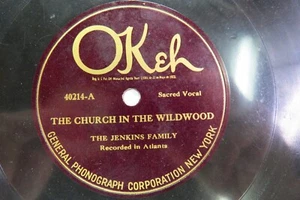 OKeh
40214-A
Sacred Vocal
THE CHURCH IN THE WILDWOOD
THE JENKINS FAMILY
Recorded in Atlanta
GENERAL PHONOGRAPH CORPORATION NEW YORK